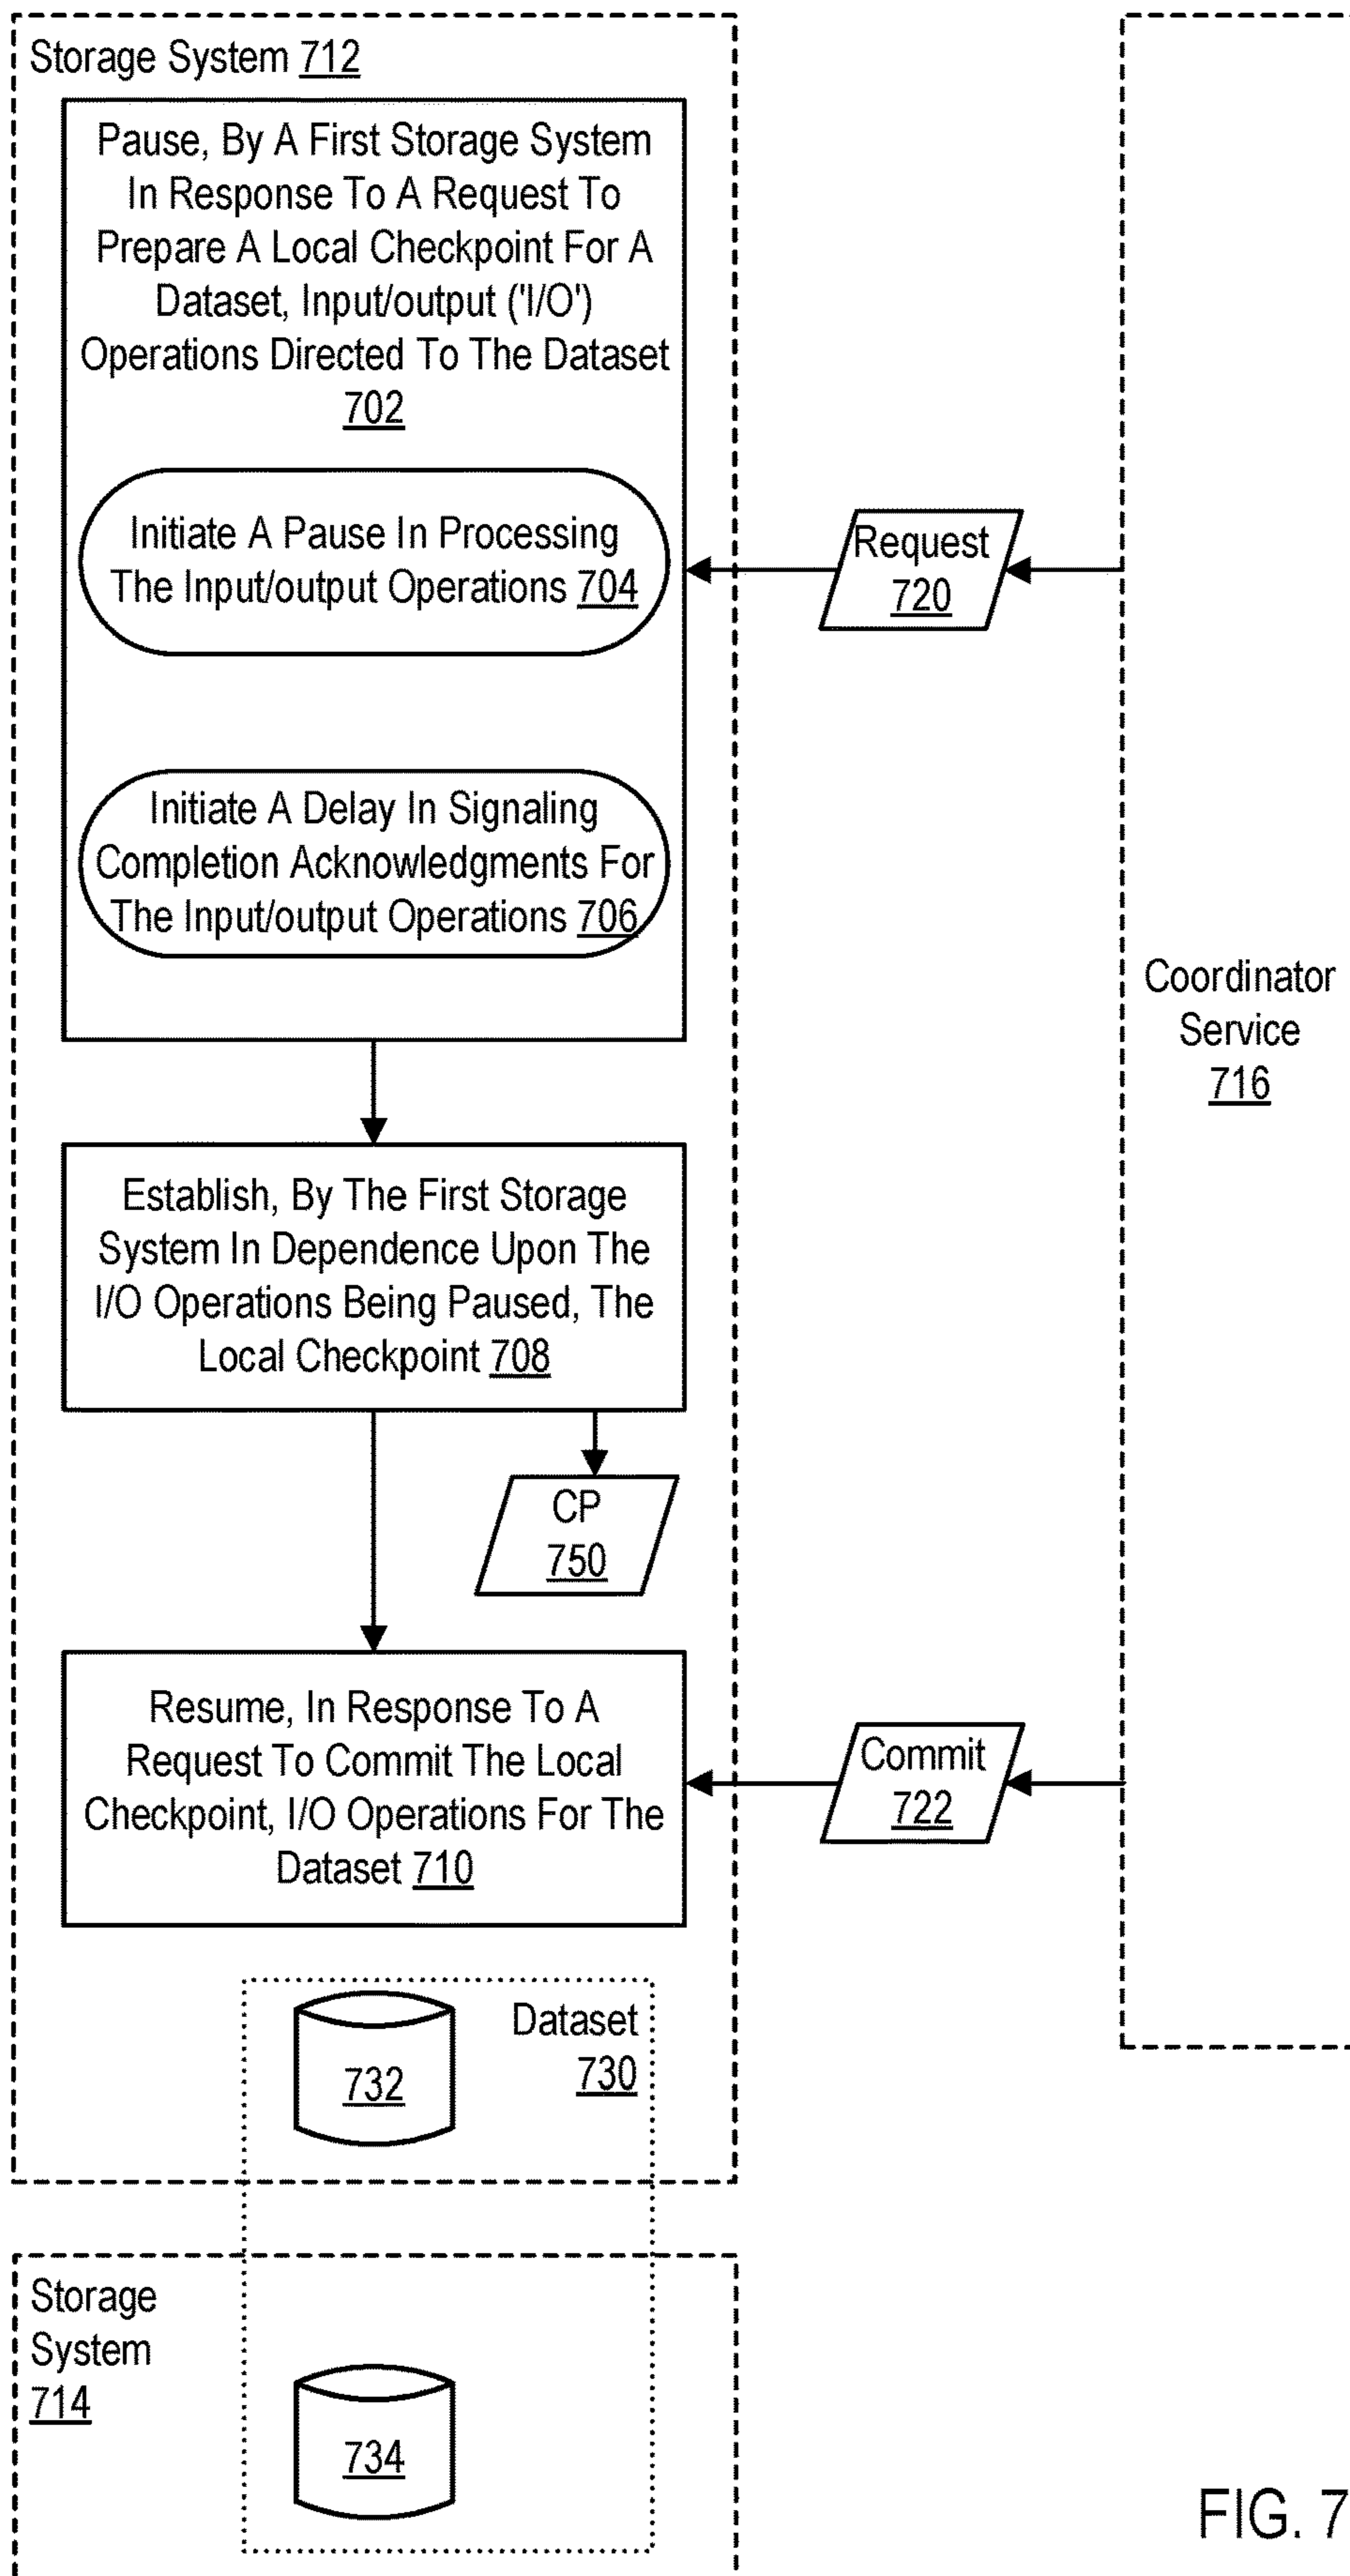 Storage System 712
Pause, By A First Storage System
In Response To A Request To
Prepare A Local Checkpoint For A
Dataset, Input/output ('I/O')
Operations Directed To The Dataset
702
Initiate A Pause In Processing
The Input/output Operations 704
Request
720
Initiate A Delay In Signaling
Completion Acknowledgments For
The Input/output Operations 706
Coordinator
Service
716
Establish, By The First Storage
System In Dependence Upon The
I/O Operations Being Paused, The
Local Checkpoint 708
CP
750
Resume, In Response To A
Request To Commit The Local
Checkpoint, I/O Operations For The
Dataset 710
Commit
722
Dataset
730
732
Storage
System
714
734
FIG. 7